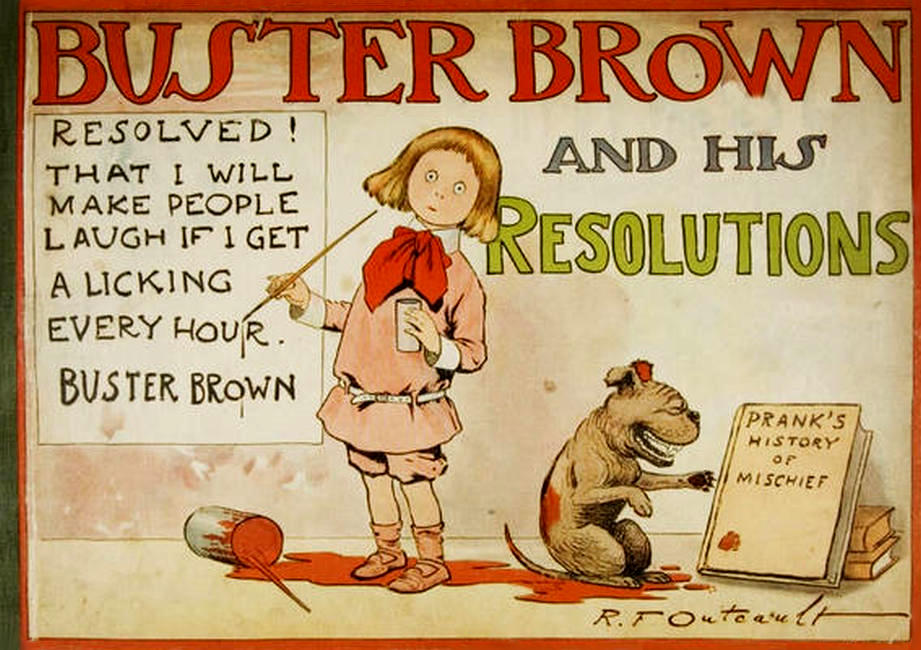 BUSTER BROWN
AND HIS
RESOLUTIONS
RESOLVED!
THAT I WILL
MAKE PEOPLE
LAUGH IF I GET
A LICKING
EVERY HOUR.
BUSTER BROWN
PRANK'S
HISTORY
OF
MISCHIEF
R. F Outcault